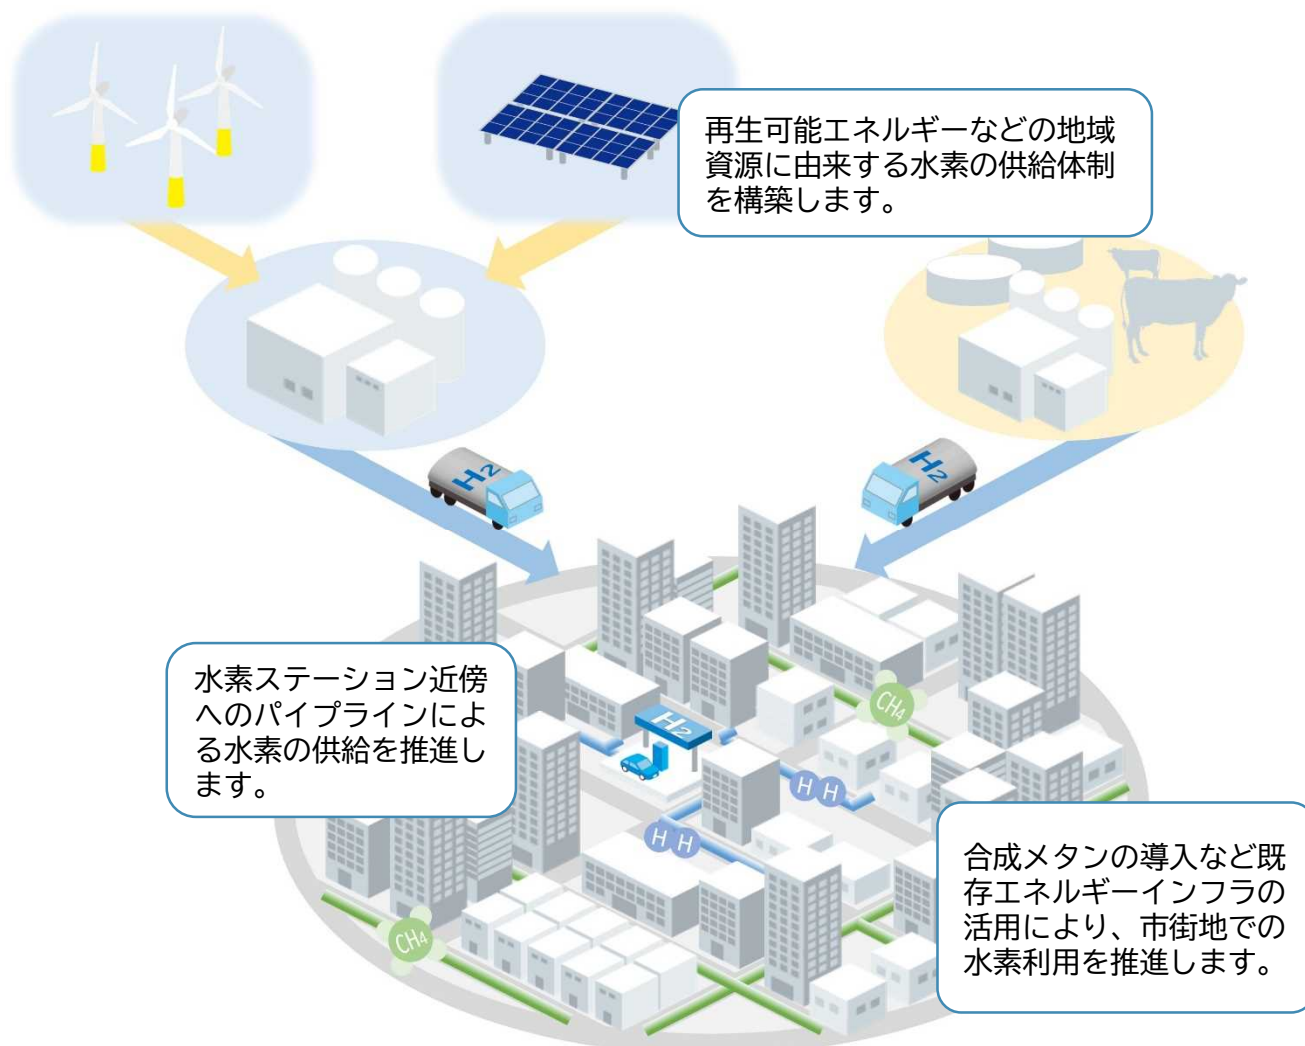 再生可能エネルギーなどの地域
資源に由来する水素の供給体制
を構築します。
H2
H2
水素ステーション近傍
へのパイプラインによ
る水素の供給を推進し
ます。
CH4
H2
H H
H H
合成メタンの導入など既
存エネルギーインフラの
活用により、市街地での
水素利用を推進します。
CH4